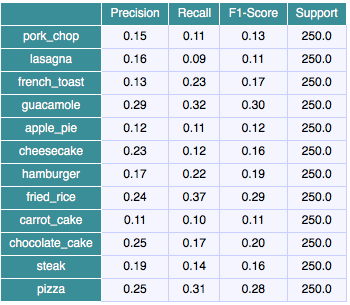 Precision Recall F1-Score Support
pork_chop 0.15 0.11 0.13 250.0
lasagna 0.16 0.09 0.11 250.0
french_toast 0.13 0.23 0.17 250.0
guacamole 0.29 0.32 0.30 250.0
apple_pie 0.12 0.11 0.12 250.0
cheesecake 0.23 0.12 0.16 250.0
hamburger 0.17 0.22 0.19 250.0
fried_rice 0.24 0.37 0.29 250.0
carrot_cake 0.11 0.10 0.11 250.0
chocolate_cake 0.25 0.17 0.20 250.0
steak 0.19 0.14 0.16 250.0
pizza 0.25 0.31 0.28 250.0